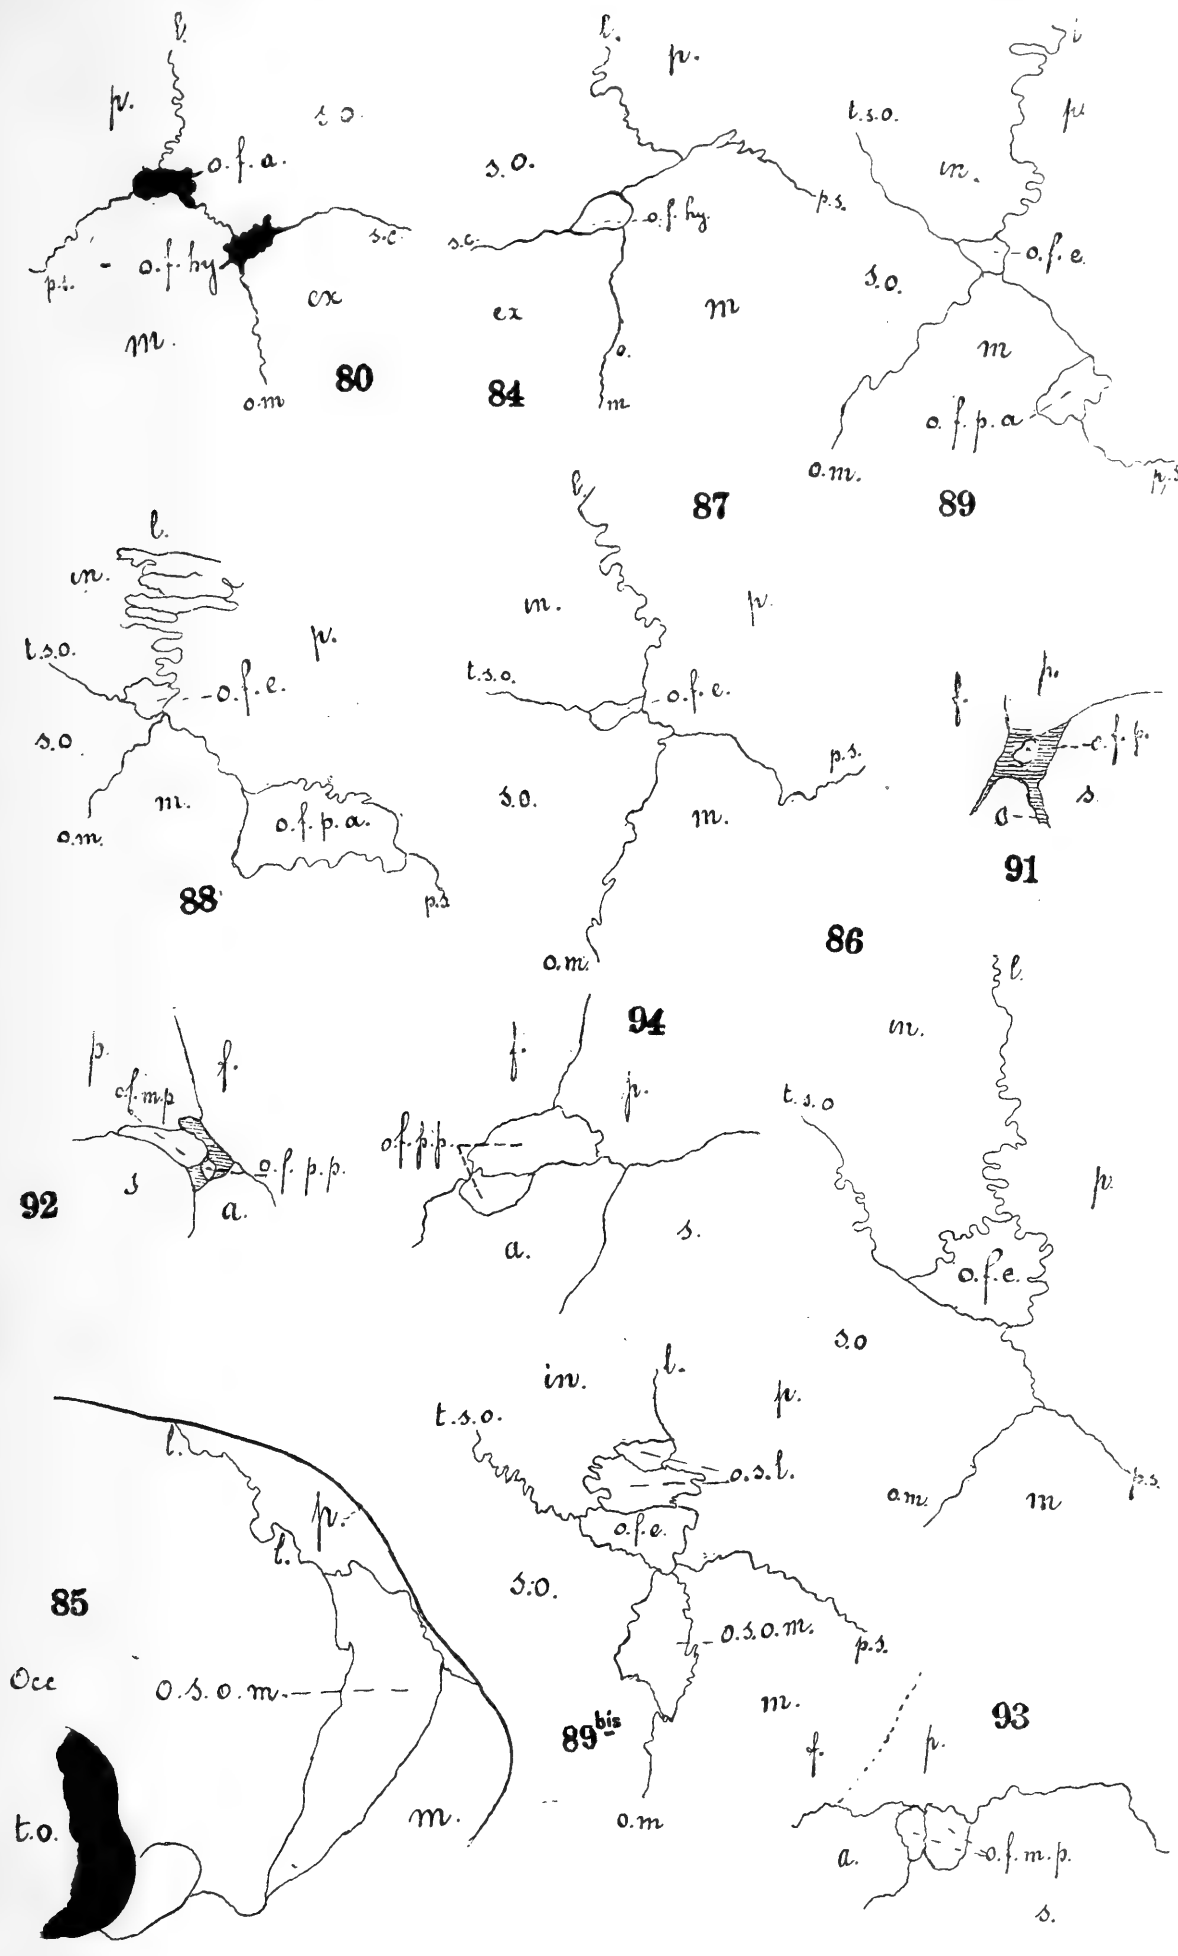 l.
p.
s.o.
o.f.a.
p.s.
o.f.hy
s.c.
ex
m.
o.m
80
l.
p.
s.o.
p.s.
o.f.hy.
s.c.
ex
m
o.
m
84
p.
t.s.o.
in.
o.f.e.
s.o.
m
o.f.p.a
o.m.
p.s
89
87
l.
in.
p.
t.s.o.
o.f.e.
s.o
m.
o.f.p.a.
o.m.
p.s
88
l.
in.
p.
t.s.o.
o.f.e.
p.s.
s.o.
m.
o.m.
f.
p.
o.f.p.
s.
a
91
86
p.
f.
o.f.m.p
o.f.p.p.
s
a.
92
94
f.
p.
o.f.p.p.
a.
s.
l.
in.
t.s.o
p.
o.f.e.
s.o
o.m.
m
p.s.
l.
p.
l.
85
Occ
o.s.o.m.
t.o.
m.
in.
l.
p.
t.s.o.
o.s.l.
o.f.e.
s.o.
o.s.o.m.
p.s.
m.
89bis
o.m
93
f.
p.
a.
o.f.m.p.
s.